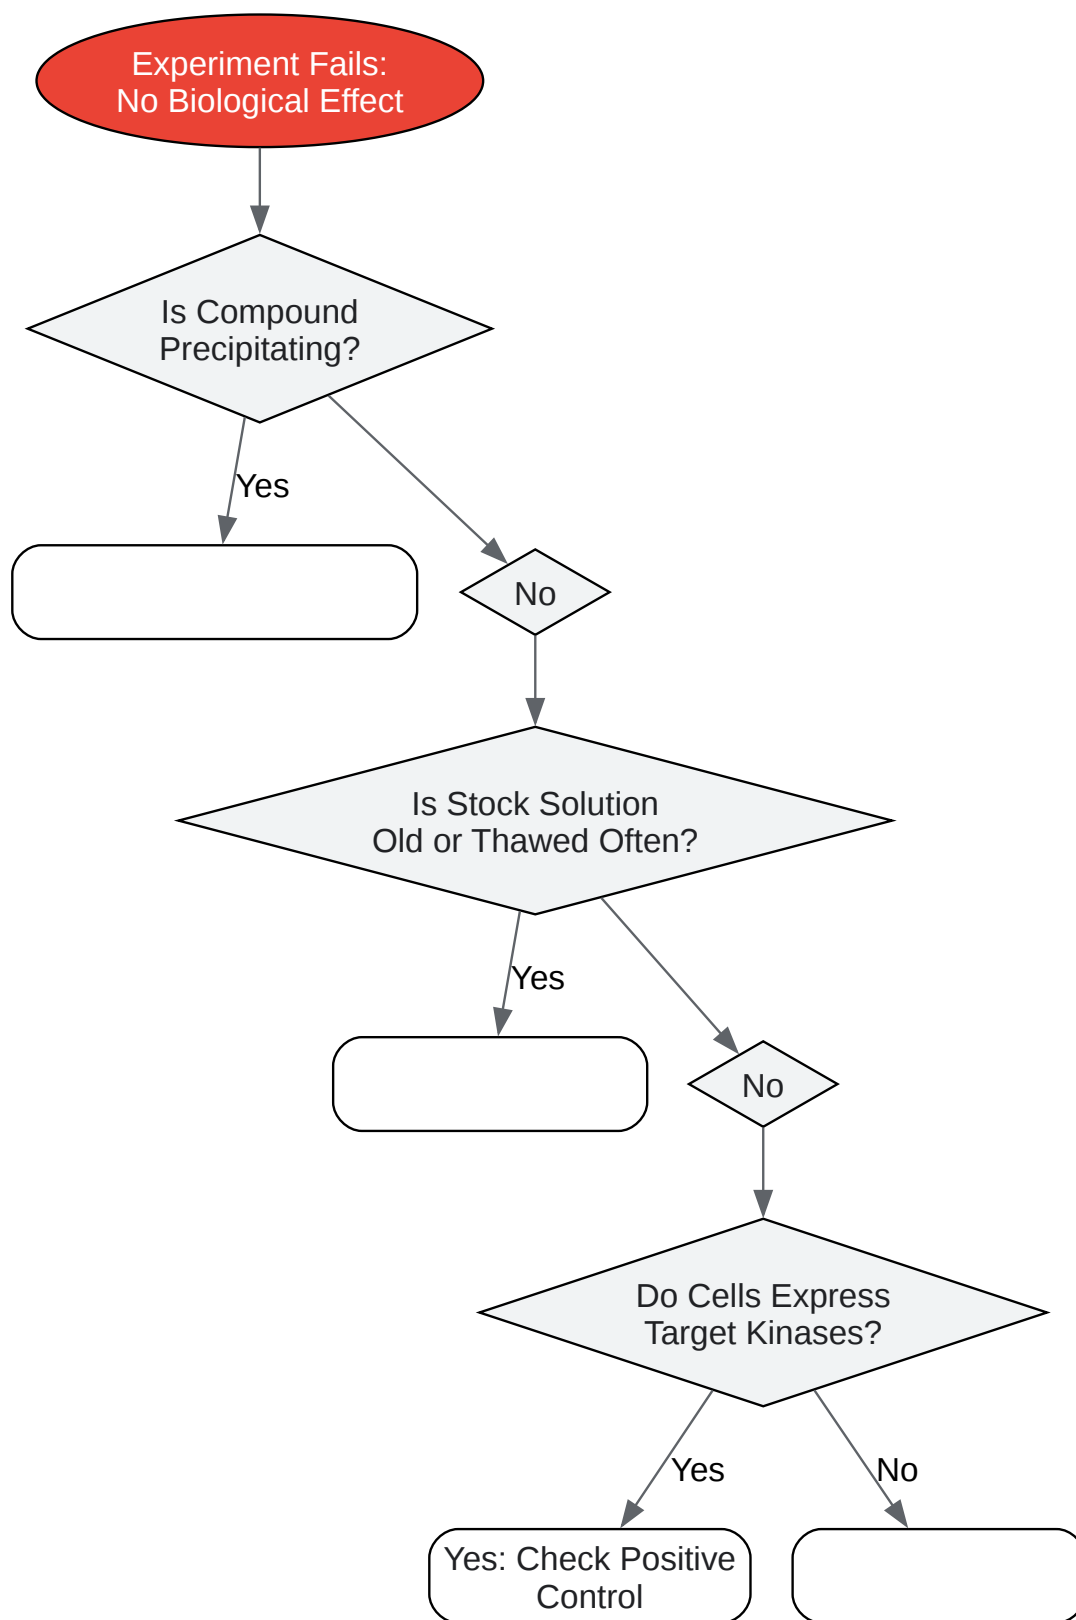 Experiment Fails:
No Biological Effect
Is Compound
Precipitating?
Yes
No
Is Stock Solution
Old or Thawed Often?
Yes
No
Do Cells Express
Target Kinases?
Yes
No
Yes: Check Positive
Control